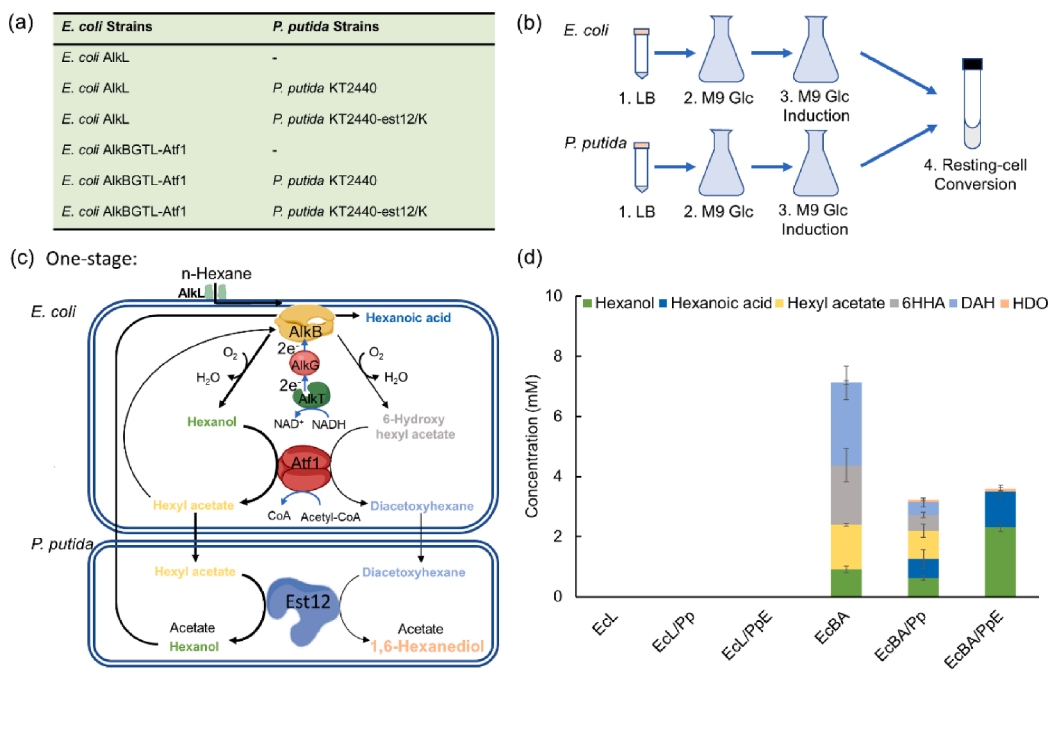 (a)
E. coli Strains P. putida Strains
E. coli AlkL -
E. coli AlkL P. putida KT2440
E. coli AlkL P. putida KT2440-est12/K
E. coli AlkBGTL-Atf1 -
E. coli AlkBGTL-Atf1 P. putida KT2440
E. coli AlkBGTL-Atf1 P. putida KT2440-est12/K
(b)
E. coli
1. LB 2. M9 Glc 3. M9 Glc
Induction
P. putida
1. LB 2. M9 Glc 3. M9 Glc
Induction
4. Resting-cell
Conversion
(c) One-stage:
n-Hexane
AlkL
E. coli
Hexanoic acid
AlkB
2e-
O2
H2O
AlkG
O2
H2O
2e-
AlkT
NAD+ NADH
Hexanol
6-Hydroxy
hexyl acetate
Atf1
Hexyl acetate
CoA Acetyl-CoA
Diacetoxyhexane
P. putida
Hexyl acetate
Diacetoxyhexane
Est12
Acetate
Hexanol
Acetate
1,6-Hexanediol
(d)
Hexanol Hexanoic acid Hexyl acetate 6HHA DAH HDO
Concentration (mM)
10
8
6
4
2
0
EcL
EcL/Pp
EcL/PpE
EcBA
EcBA/Pp
EcBA/PpE